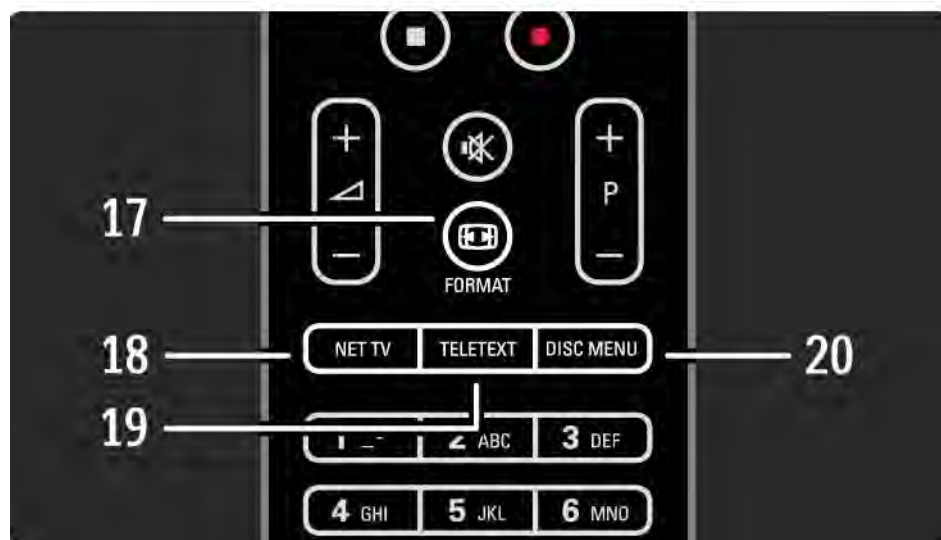 + +
P
17
- -
FORMAT
18 NET TV TELETEXT DISC MENU 20
19
1 _- 2 ABC 3 DEF
4 GHI 5 JKL 6 MNO